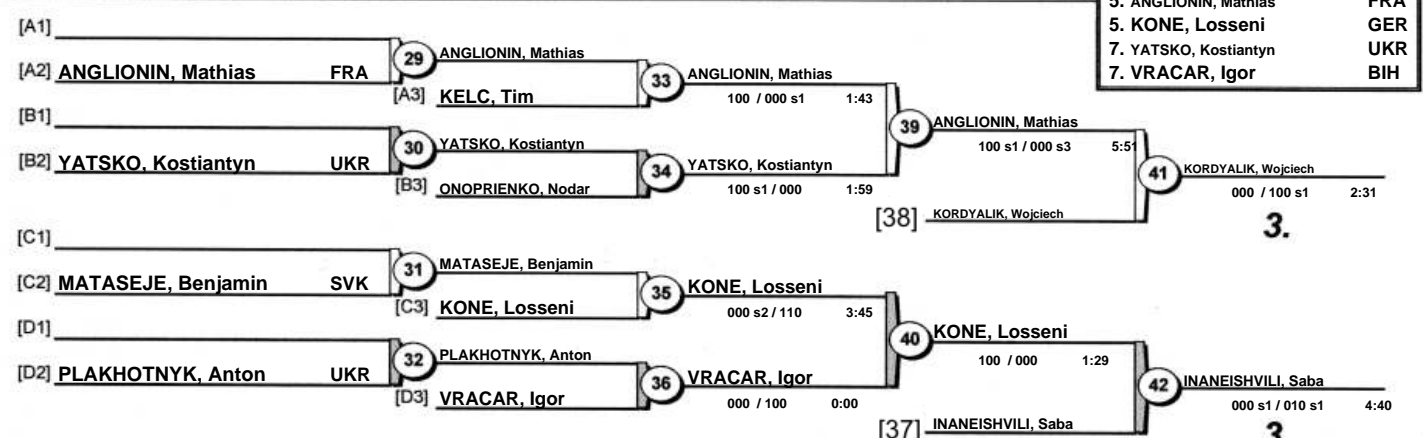 5. ANGLIONIN, Mathias FRA
5. KONE, Losseni GER
7. YATSKO, Kostiantyn UKR
7. VRACAR, Igor BIH
[A1]
29 ANGLIONIN, Mathias
[A2] ANGLIONIN, Mathias FRA
33 ANGLIONIN, Mathias
[A3] KELC, Tim
100 / 000 s1 1:43
[B1]
39 ANGLIONIN, Mathias
100 s1 / 000 s3 5:51
30 YATSKO, Kostiantyn
[B2] YATSKO, Kostiantyn UKR
34 YATSKO, Kostiantyn
41 KORDYALIK, Wojciech
[B3] ONOPRIENKO, Nodar
100 s1 / 000 1:59
000 / 100 s1 2:31
[38] KORDYALIK, Wojciech
3.
[C1]
31 MATASEJE, Benjamin
[C2] MATASEJE, Benjamin SVK
35 KONE, Losseni
[C3] KONE, Losseni
000 s2 / 110 3:45
[D1]
40 KONE, Losseni
100 / 000 1:29
32 PLAKHOTNYK, Anton
[D2] PLAKHOTNYK, Anton UKR
36 VRACAR, Igor
42 INANEISHVILI, Saba
[D3] VRACAR, Igor
000 / 100 0:00
000 s1 / 010 s1 4:40
[37] INANEISHVILI, Saba
3.